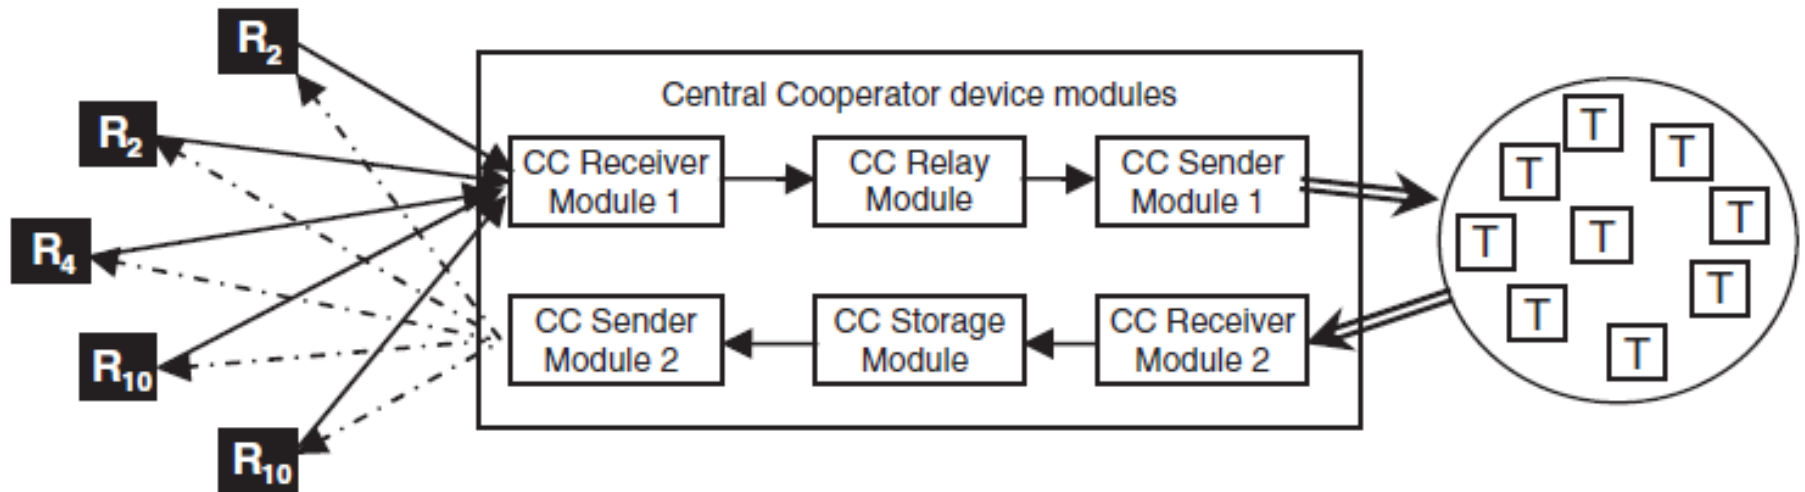 R2
R2
R4
R10
R10
Central Cooperator device modules
CC Receiver
Module 1
CC Relay
Module
CC Sender
Module 1
CC Sender
Module 2
CC Storage
Module
CC Receiver
Module 2
T
T
T
T
T
T
T
T
T